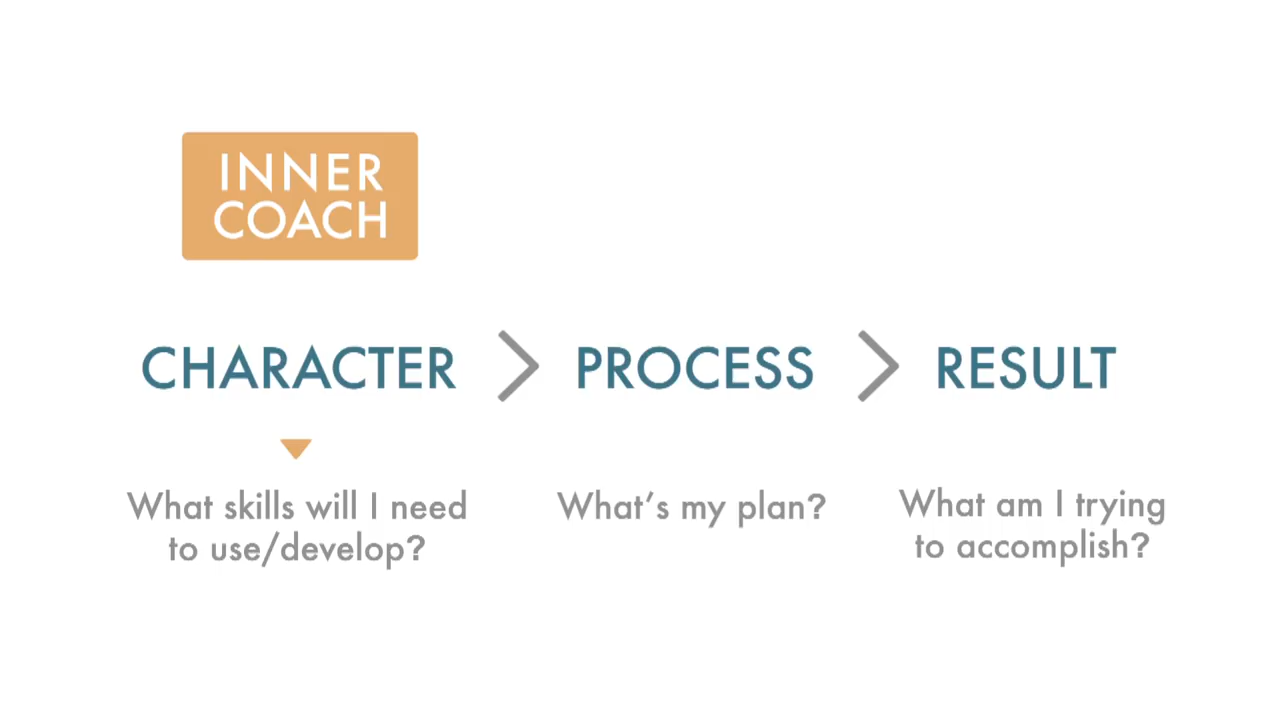 INNER
COACH
CHARACTER > PROCESS > RESULT
What skills will I need
to use/develop?
What's my plan?
What am I trying
to accomplish?